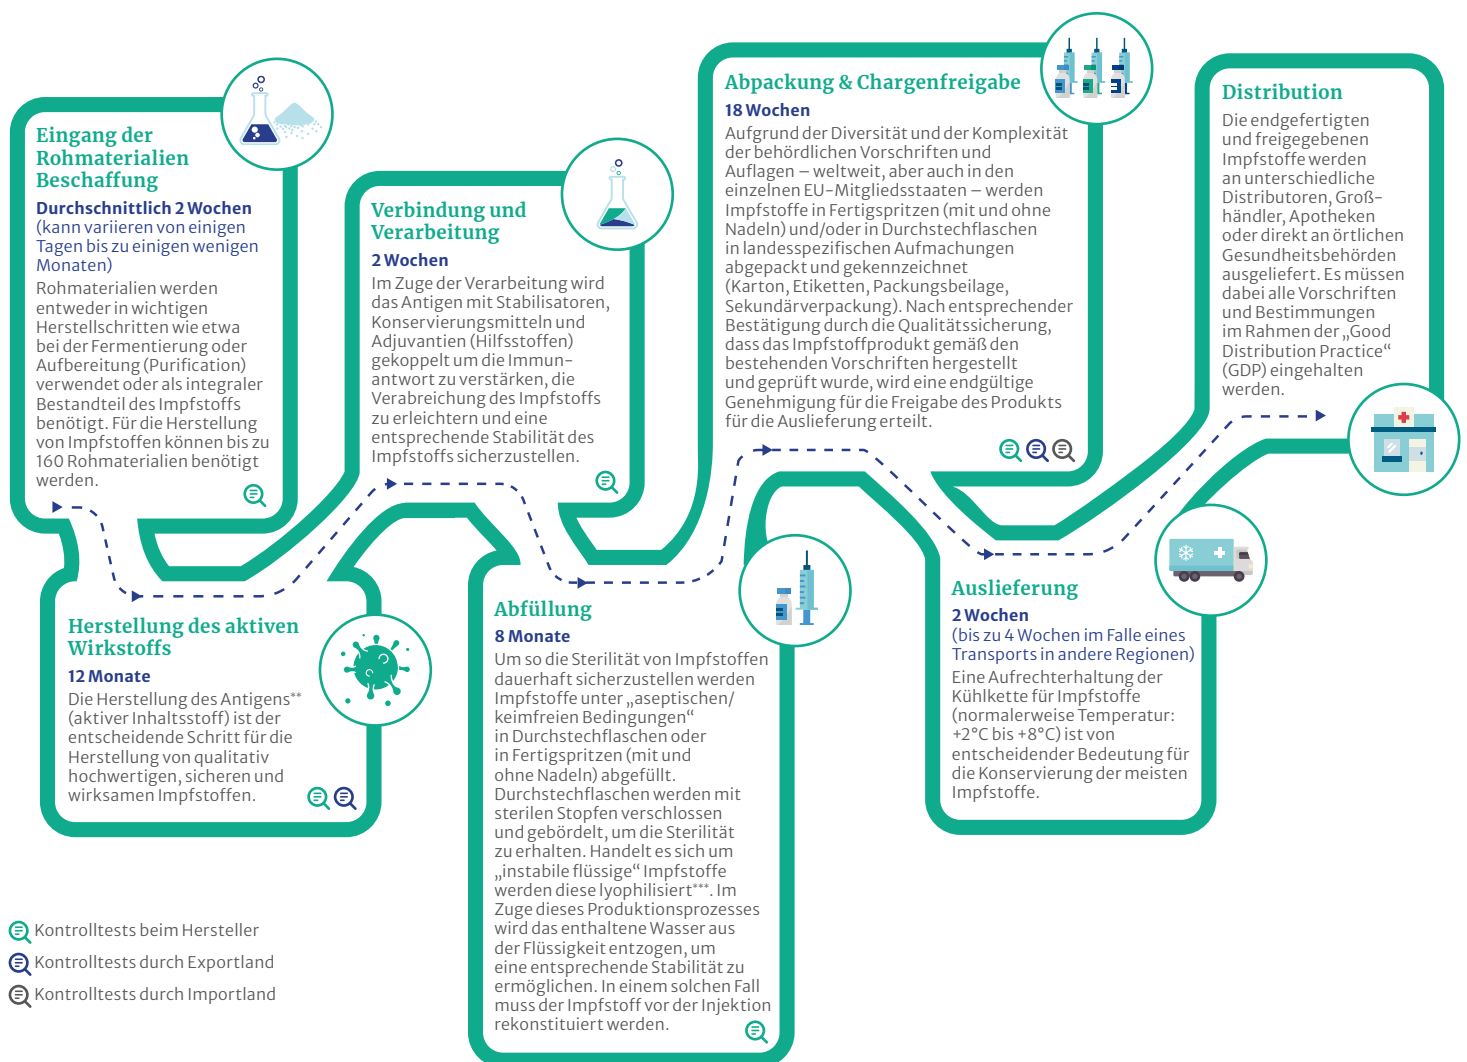 Eingang der
Rohmaterialien
Beschaffung
Durchschnittlich 2 Wochen
(kann variieren von einigen
Tagen bis zu einigen wenigen
Monaten)
Rohmaterialien werden
entweder in wichtigen
Herstellschritten wie etwa
bei der Fermentierung oder
Aufbereitung (Purification)
verwendet oder als integraler
Bestandteil des Impfstoffs
benötigt. Für die Herstellung
von Impfstoffen können bis zu
160 Rohmaterialien benötigt
werden.
Herstellung des aktiven
Wirkstoffs
12 Monate
Die Herstellung des Antigens**
(aktiver Inhaltsstoff) ist der
entscheidende Schritt für die
Herstellung von qualitativ
hochwertigen, sicheren und
wirksamen Impfstoffen.
Verbindung und
Verarbeitung
2 Wochen
Im Zuge der Verarbeitung wird
das Antigen mit Stabilisatoren,
Konservierungsmitteln und
Adjuvantien (Hilfsstoffen)
gekoppelt um die Immun-
antwort zu verstärken, die
Verabreichung des Impfstoffs
zu erleichtern und eine
entsprechende Stabilität des
Impfstoffs sicherzustellen.
Abfüllung
8 Monate
Um so die Sterilität von Impfstoffen
dauerhaft sicherzustellen werden
Impfstoffe unter „aseptischen/
keimfreien Bedingungen“
in Durchstechflaschen oder
in Fertigspritzen (mit und
ohne Nadeln) abgefüllt.
Durchstechflaschen werden mit
sterilen Stopfen verschlossen
und gebördelt, um die Sterilität
zu erhalten. Handelt es sich um
„instabile flüssige“ Impfstoffe
werden diese lyophilisiert***. Im
Zuge dieses Produktionsprozesses
wird das enthaltene Wasser aus
der Flüssigkeit entzogen, um
eine entsprechende Stabilität zu
ermöglichen. In einem solchen Fall
muss der Impfstoff vor der Injektion
rekonstituiert werden.
Abpackung & Chargenfreigabe
18 Wochen
Aufgrund der Diversität und der Komplexität
der behördlichen Vorschriften und
Auflagen – weltweit, aber auch in den
einzelnen EU-Mitgliedsstaaten – werden
Impfstoffe in Fertigspritzen (mit und ohne
Nadeln) und/oder in Durchstechflaschen
in landesspezifischen Aufmachungen
abgepackt und gekennzeichnet
(Karton, Etiketten, Packungsbeilage,
Sekundärverpackung). Nach entsprechender
Bestätigung durch die Qualitätssicherung,
dass das Impfstoffprodukt gemäß den
bestehenden Vorschriften hergestellt
und geprüft wurde, wird eine endgültige
Genehmigung für die Freigabe des Produkts
für die Auslieferung erteilt.
Auslieferung
2 Wochen
(bis zu 4 Wochen im Falle eines
Transports in andere Regionen)
Eine Aufrechterhaltung der
Kühlkette für Impfstoffe
(normalerweise Temperatur:
+2°C bis +8°C) ist von
entscheidender Bedeutung für
die Konservierung der meisten
Impfstoffe.
Distribution
Die endgefertigten
und freigegebenen
Impfstoffe werden
an unterschiedliche
Distributoren, Groß-
händler, Apotheken
oder direkt an örtlichen
Gesundheitsbehörden
ausgeliefert. Es müssen
dabei alle Vorschriften
und Bestimmungen
im Rahmen der „Good
Distribution Practice“
(GDP) eingehalten
werden.
Kontrolltests beim Hersteller
Kontrolltests durch Exportland
Kontrolltests durch Importland